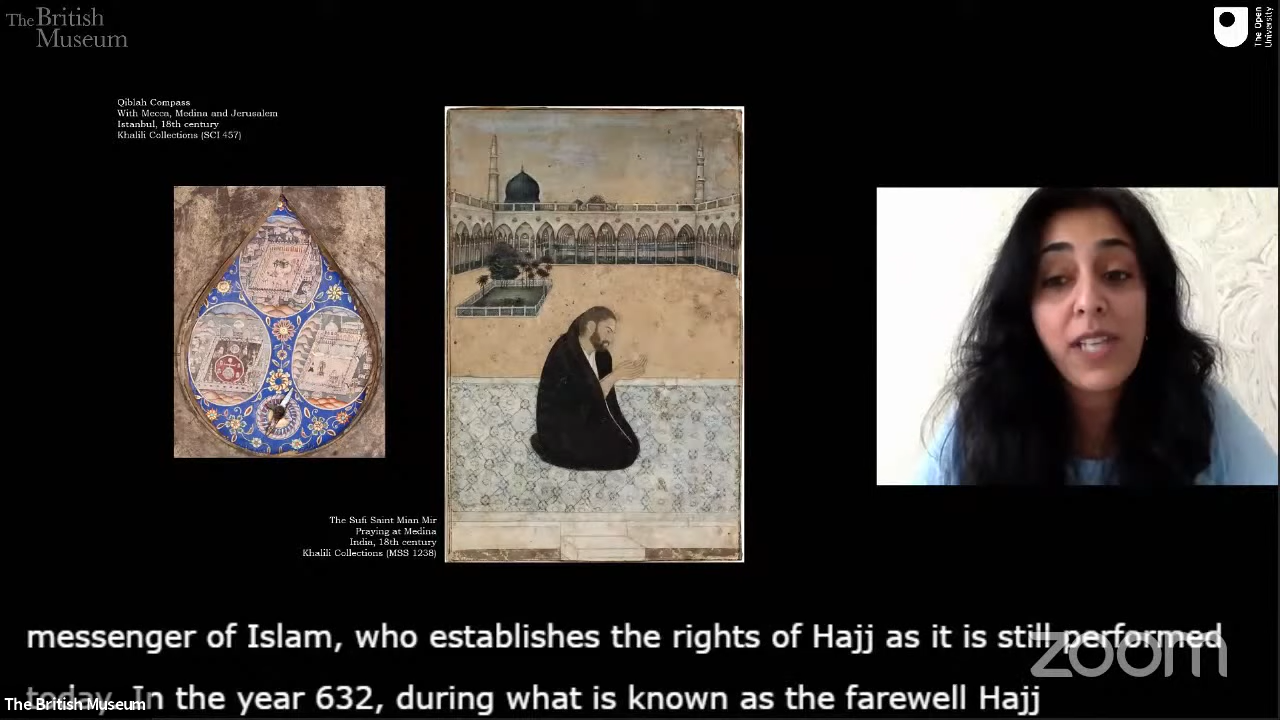 The British
Museum
The Open
University
Qiblah Compass
With Mecca, Medina and Jerusalem
Istanbul, 18th century
Khalili Collections (SCI 457)
The Sufi Saint Mian Mir
Praying at Medina
India, 18th century
Khalili Collections (MSS 1238)
messenger of Islam, who establishes the rights of Hajj as it is still performed
today. In the year 632, during what is known as the farewell Hajj
zoom
The British Museum